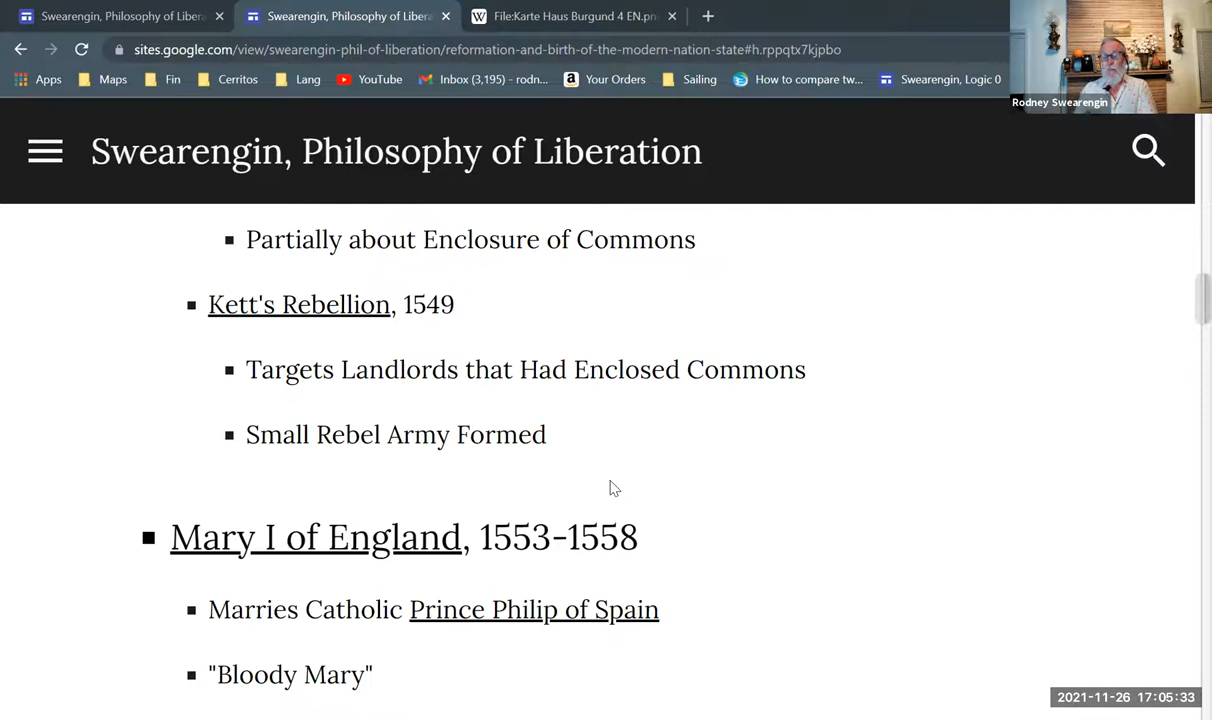 Swearengin, Philosophy of Libera
Swearengin, Philosophy of Libera
W File:Karte Haus Burgund 4 EN.pn
sites.google.com/view/swearengin-phil-of-liberation/reformation-and-birth-of-the-modern-nation-state#h.rppqtx7kjpbo
Apps Maps Fin Cerritos Lang YouTube Inbox (3,195) - rodn... a Your Orders Sailing How to compare tw... Swearengin, Logic 0
Rodney Swearengin
Swearengin, Philosophy of Liberation
Partially about Enclosure of Commons
Kett's Rebellion, 1549
Targets Landlords that Had Enclosed Commons
Small Rebel Army Formed
Mary I of England, 1553-1558
Marries Catholic Prince Philip of Spain
"Bloody Mary"
2021-11-26 17:05:33